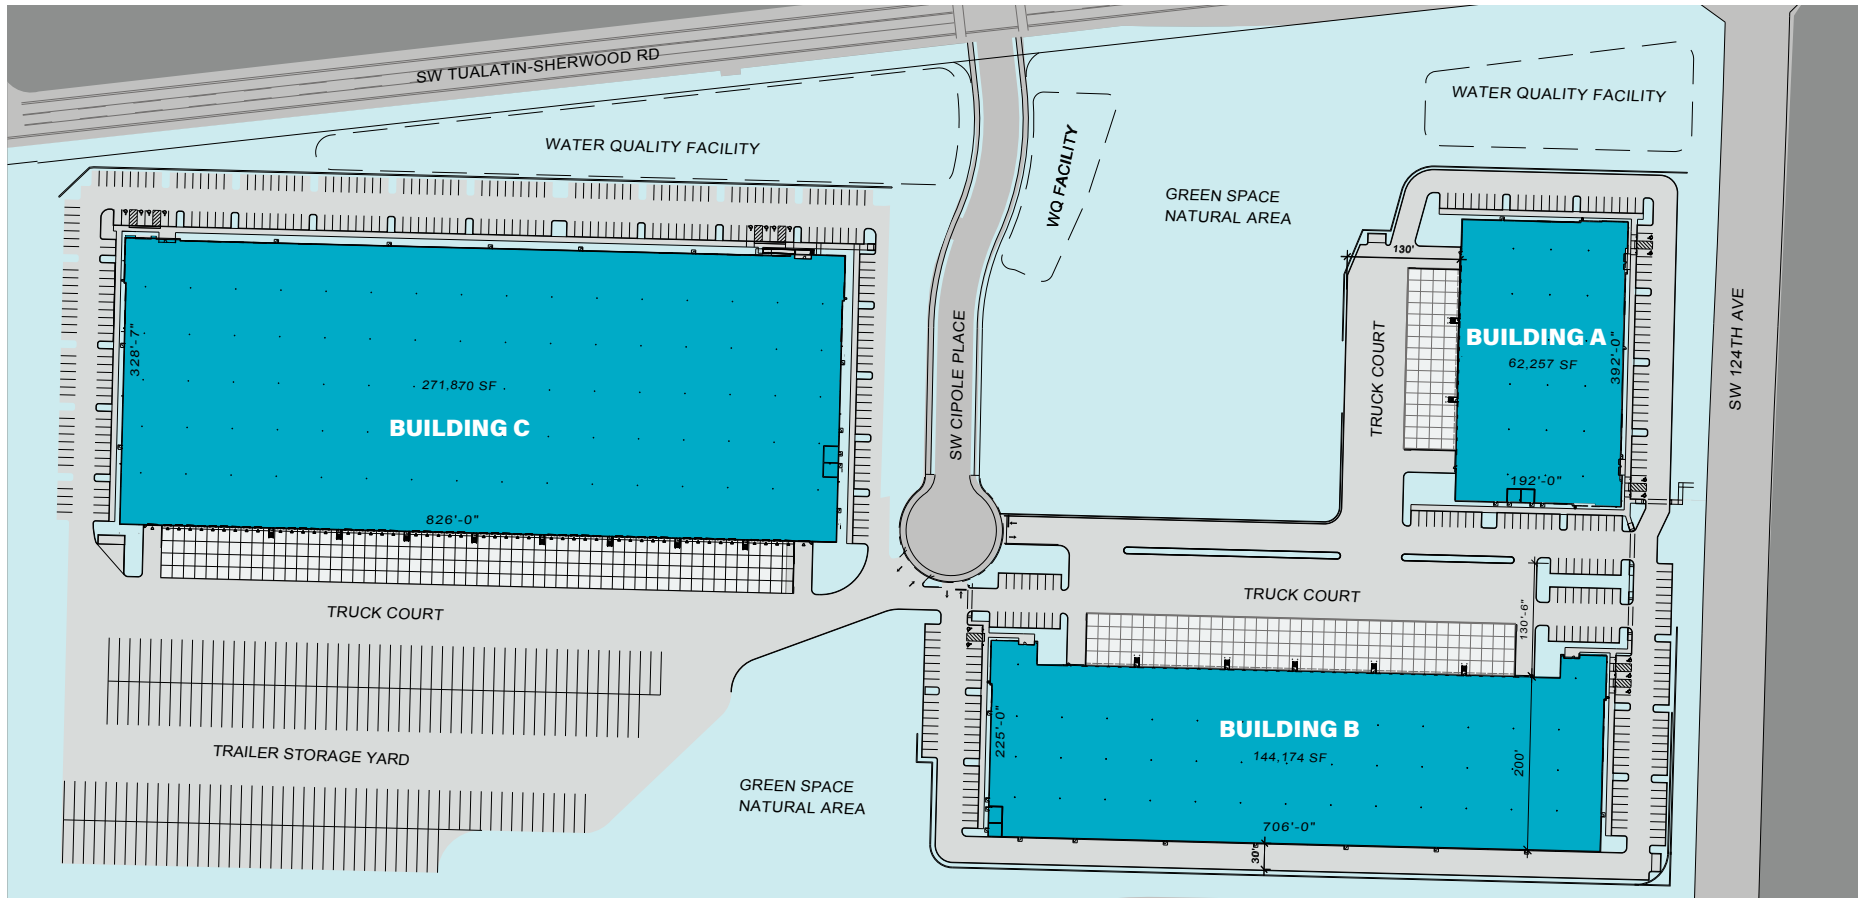 SW TUALATIN-SHERWOOD RD
WATER QUALITY FACILITY
WATER QUALITY FACILITY
WQ FACILITY
GREEN SPACE
NATURAL AREA
SW CIPOLE PLACE
SW 124TH AVE
328'-7"
271,870 SF
BUILDING C
826'-0"
TRUCK COURT
TRAILER STORAGE YARD
130'
TRUCK COURT
BUILDING A
62,257 SF
392'-0"
192'-0"
TRUCK COURT
130'-6"
225'-0"
BUILDING B
144,174 SF
200'
706'-0"
30'
GREEN SPACE
NATURAL AREA